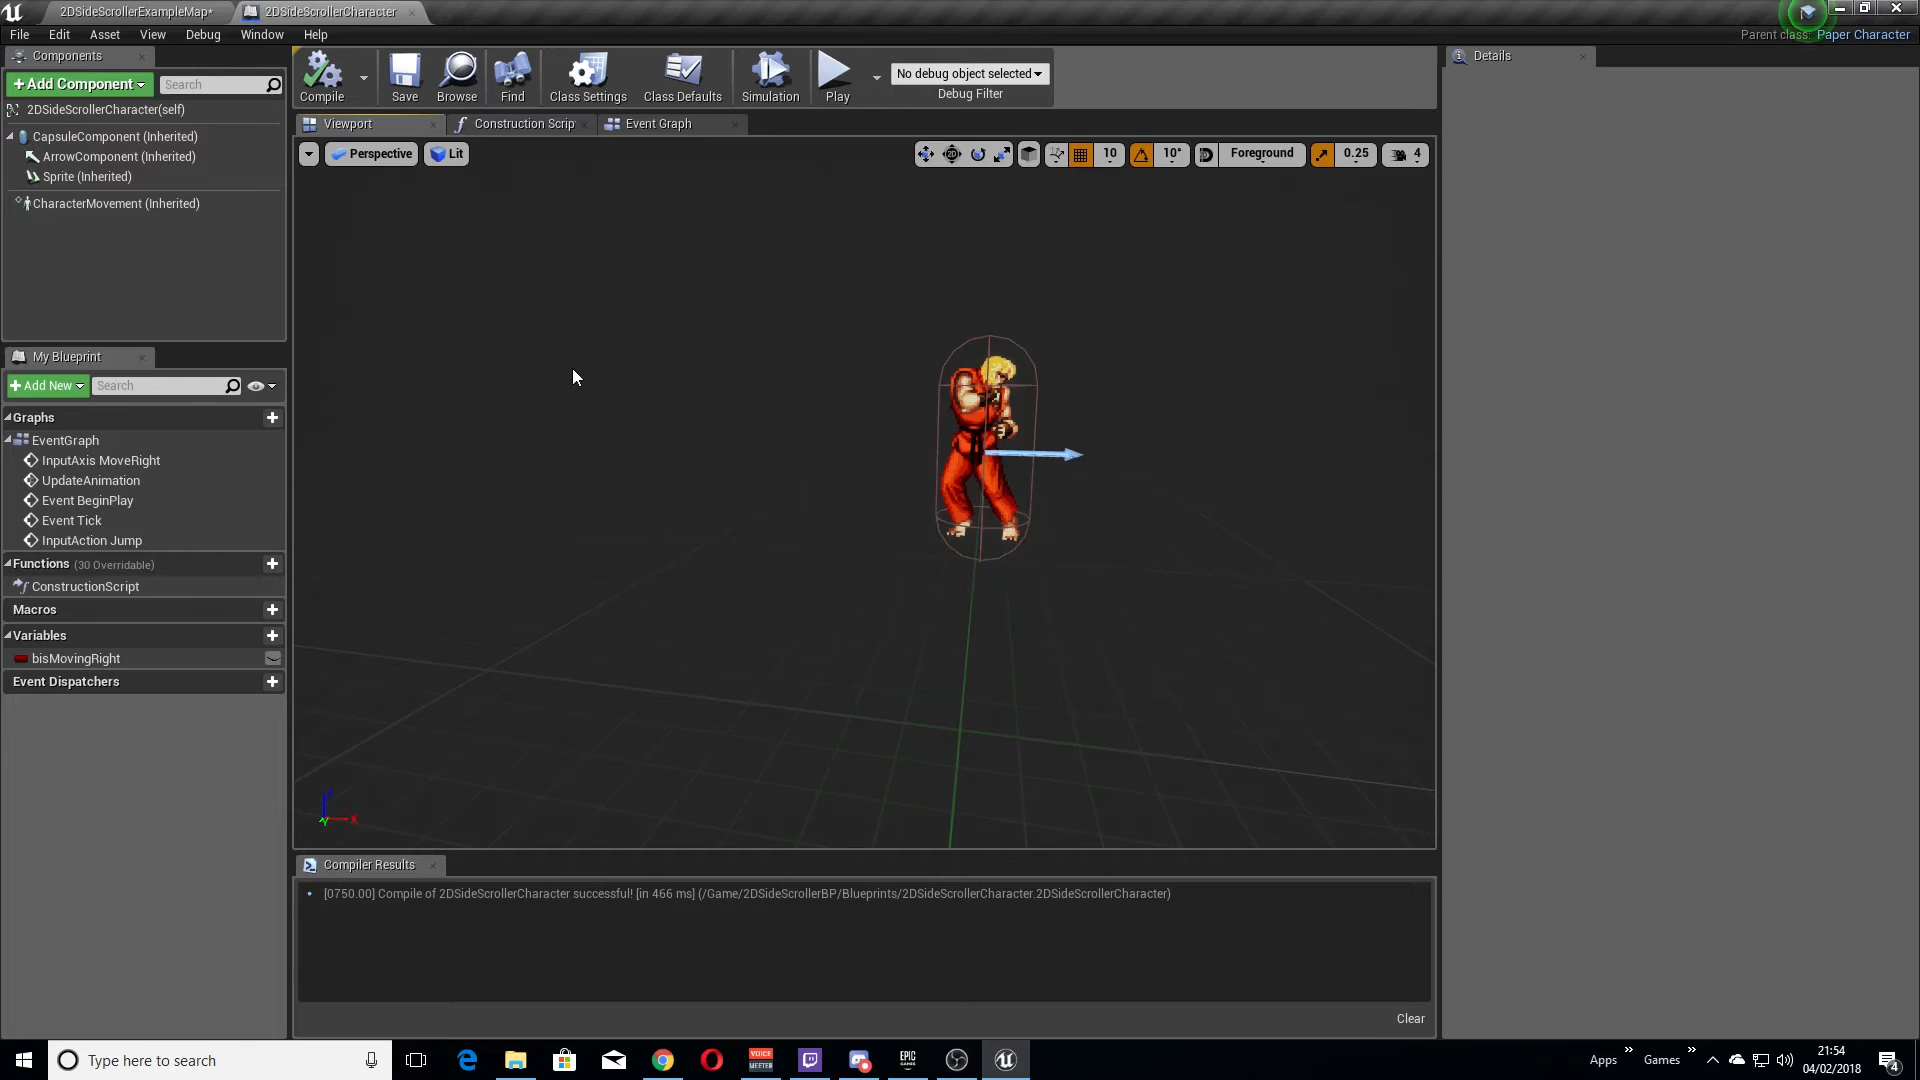 2DSideScrollerExampleMap*
2DSideScrollerCharacter
File Edit Asset View Debug Window Help
Parent class: Paper Character
Components
+Add Component
Search
2DSideScrollerCharacter(self)
CapsuleComponent (Inherited)
ArrowComponent (Inherited)
Sprite (Inherited)
CharacterMovement (Inherited)
My Blueprint
+Add New
Search
Graphs
EventGraph
InputAxis MoveRight
UpdateAnimation
Event BeginPlay
Event Tick
InputAction Jump
Functions (30 Overridable)
ConstructionScript
Macros
Variables
bisMovingRight
Event Dispatchers
Compile Save Browse Find Class Settings Class Defaults Simulation Play
No debug object selected
Debug Filter
Viewport
Construction Scrip
Event Graph
Perspective Lit
10 10° Foreground 0.25 4
Z
Y X
Compiler Results
[0750.00] Compile of 2DSideScrollerCharacter successful! [in 466 ms] (/Game/2DSideScrollerBP/Blueprints/2DSideScrollerCharacter.2DSideScrollerCharacter)
Clear
Details
Type here to search
VOICE
MEETER
EPIC
GAMES
Apps Games
21:54
04/02/2018
4